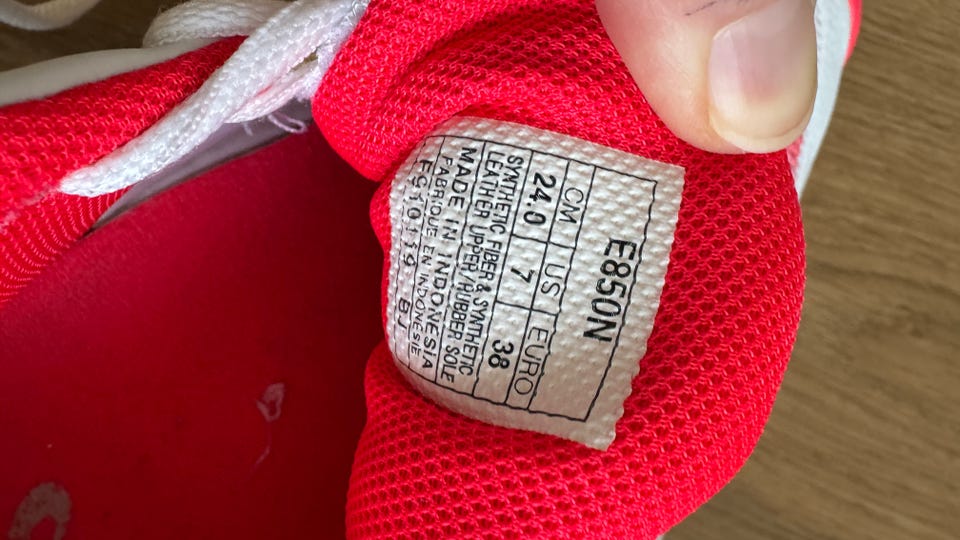 E850N
CM US EURO
24.0 7 38
SYNTHETIC FIBER & SYNTHETIC
LEATHER UPPER/RUBBER SOLE
MADE IN INDONESIA
FABRIQUE EN INDONESIE
FS10119 BJ